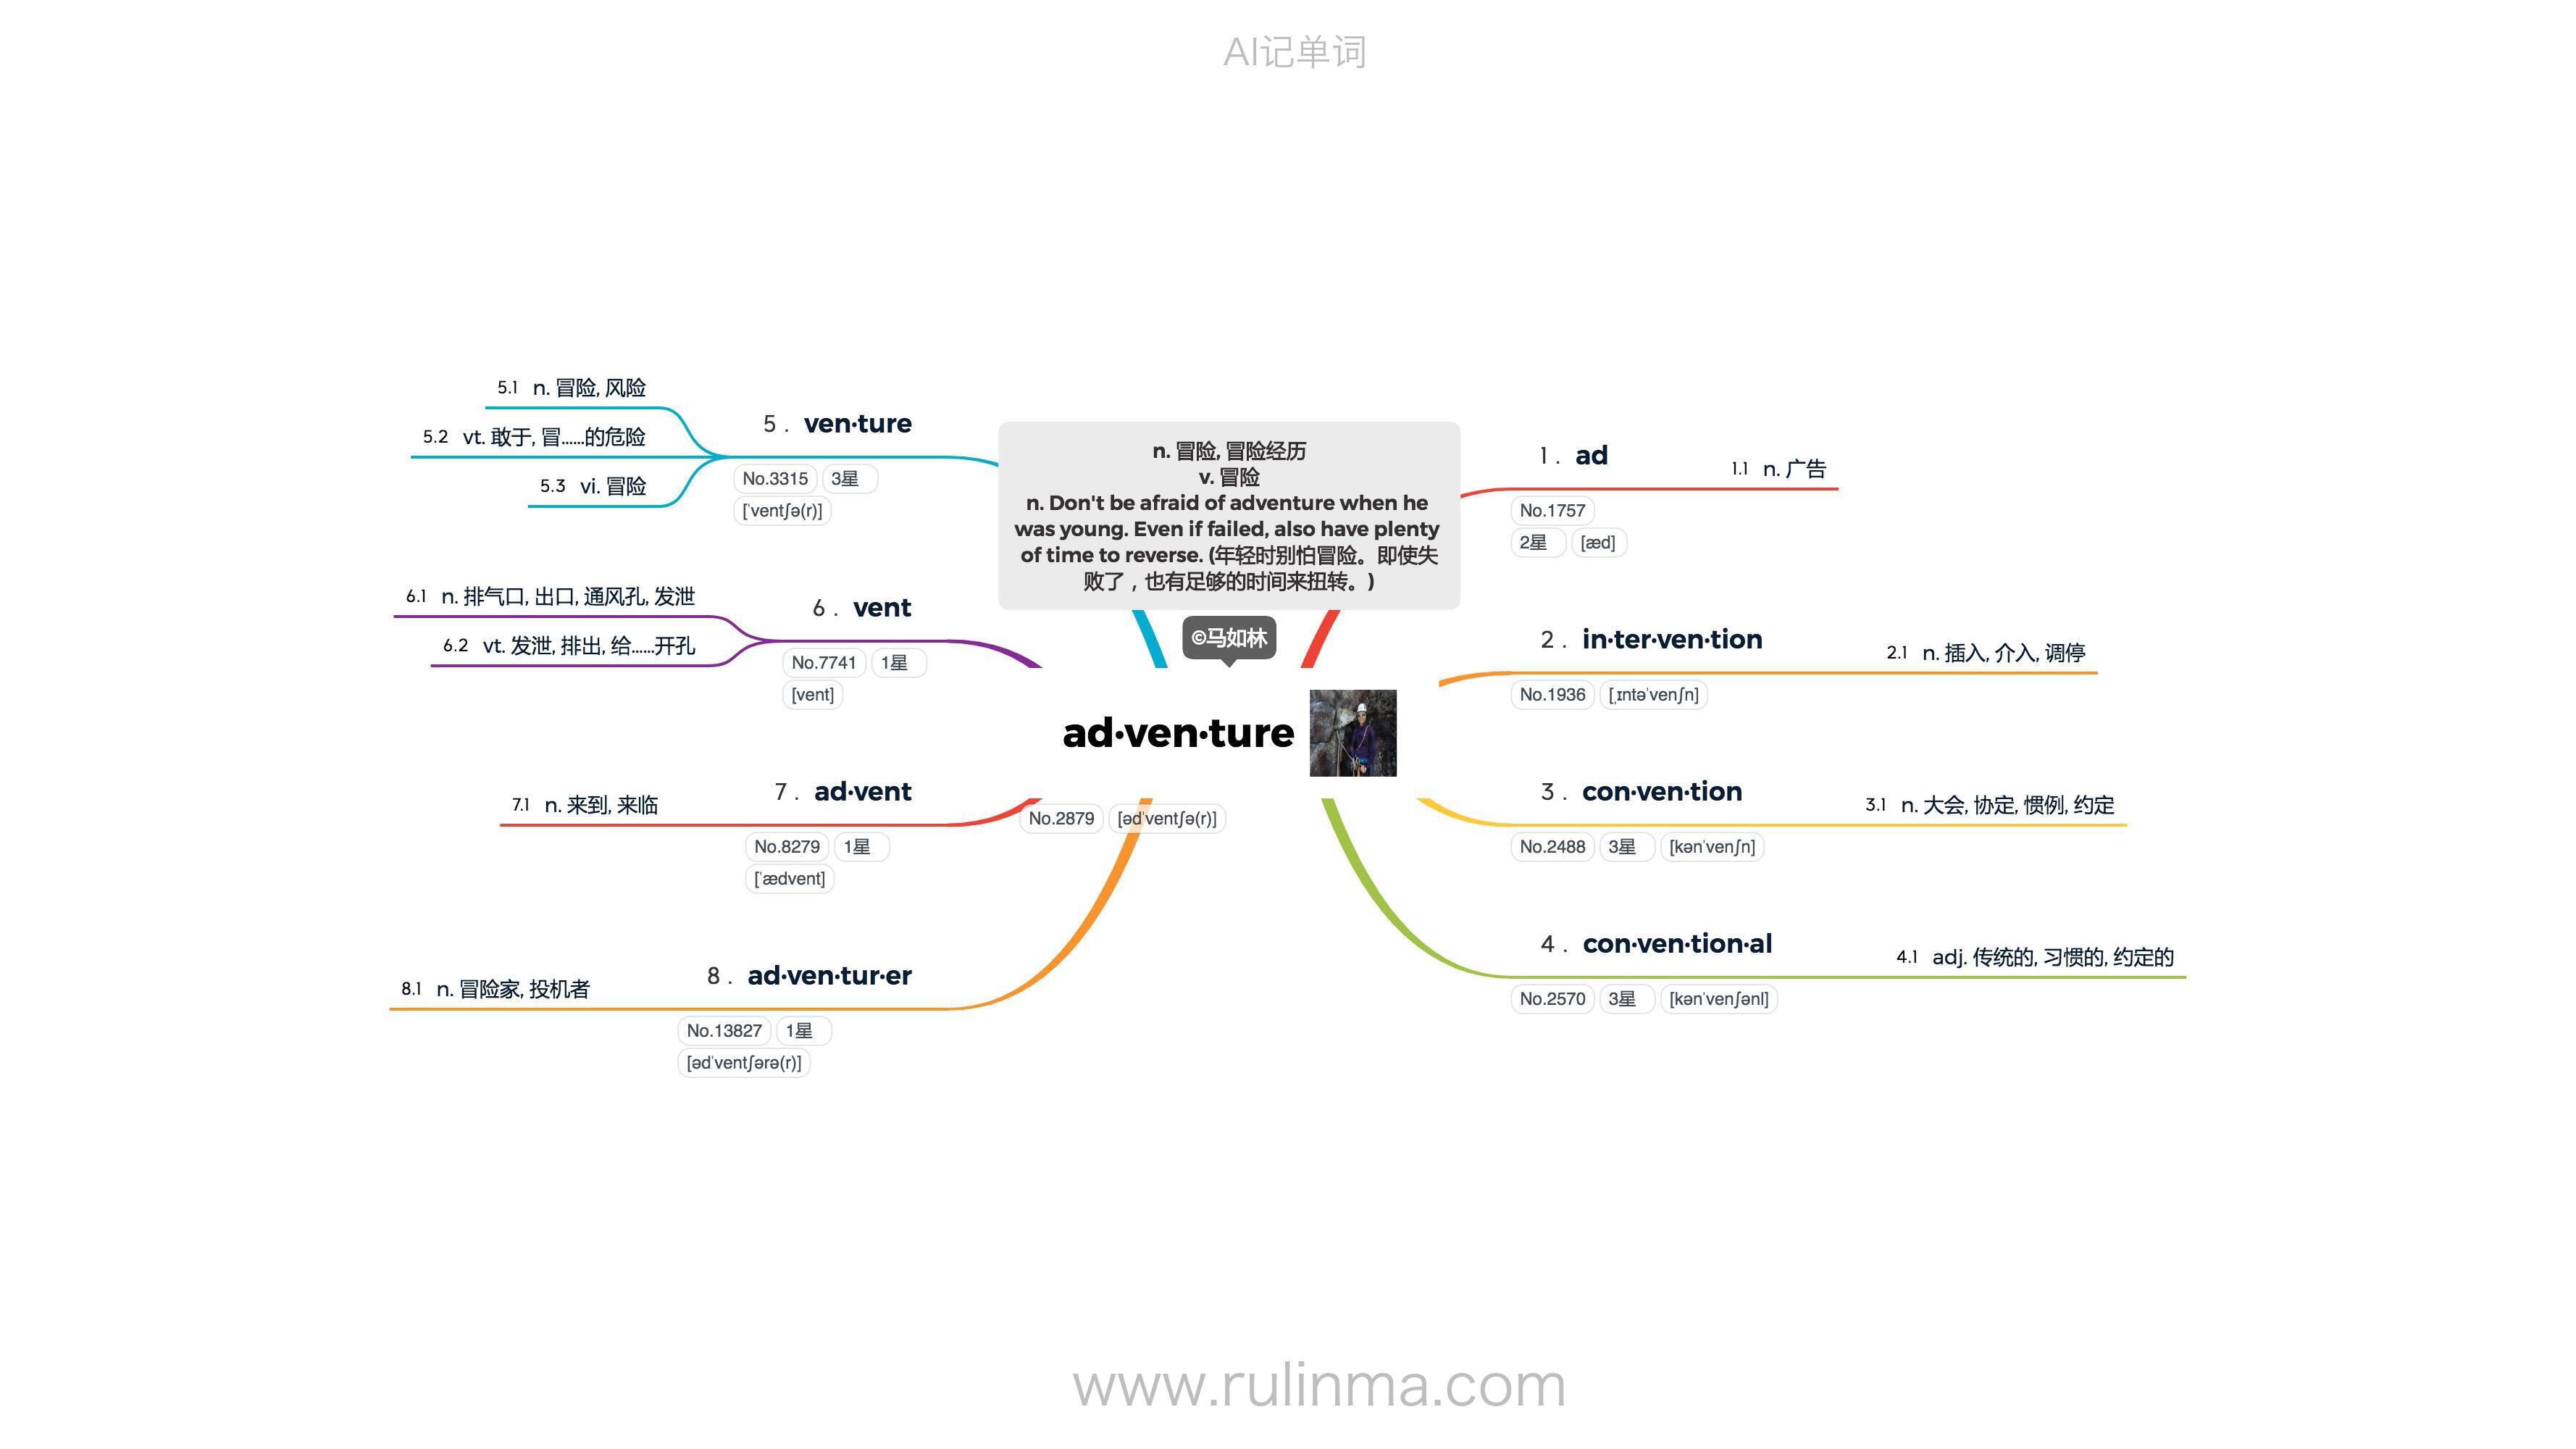 AI记单词
n. 冒险, 冒险经历
v. 冒险
n. Don't be afraid of adventure when he
was young. Even if failed, also have plenty
of time to reverse. (年轻时别怕冒险。即使失
败了，也有足够的时间来扭转。)
©马如林
ad·ven·ture
No.2879 [ədˈventʃə(r)]
1 . ad
No.1757
2星 [æd]
1.1 n. 广告
2 . in·ter·ven·tion
No.1936 [ˌɪntəˈvenʃn]
2.1 n. 插入, 介入, 调停
3 . con·ven·tion
No.2488 3星 [kənˈvenʃn]
3.1 n. 大会, 协定, 惯例, 约定
4 . con·ven·tion·al
No.2570 3星 [kənˈvenʃənl]
4.1 adj. 传统的, 习惯的, 约定的
5 . ven·ture
No.3315 3星
[ˈventʃə(r)]
5.1 n. 冒险, 风险
5.2 vt. 敢于, 冒……的危险
5.3 vi. 冒险
6 . vent
No.7741 1星
[vent]
6.1 n. 排气口, 出口, 通风孔, 发泄
6.2 vt. 发泄, 排出, 给……开孔
7 . ad·vent
No.8279 1星
[ˈædvent]
7.1 n. 来到, 来临
8 . ad·ven·tur·er
No.13827 1星
[ədˈventʃərə(r)]
8.1 n. 冒险家, 投机者
www.rulinma.com